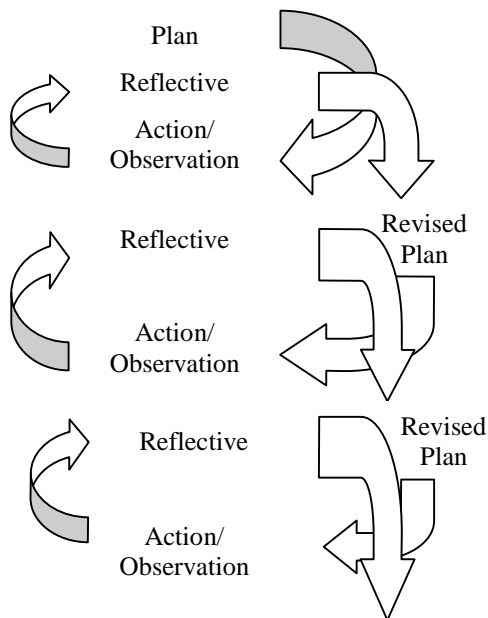 Plan
Reflective
Action/
Observation
Reflective
Revised
Plan
Action/
Observation
Reflective
Revised
Plan
Action/
Observation